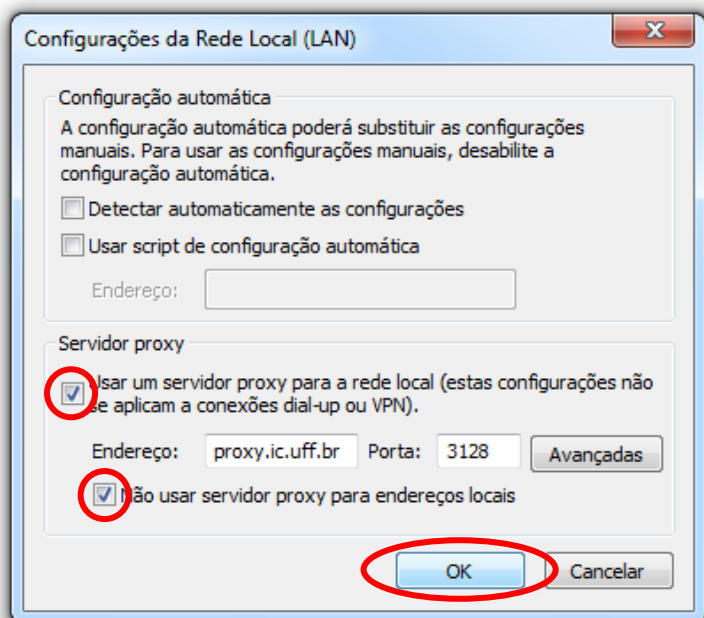 Configurações da Rede Local (LAN)
Configuração automática
A configuração automática poderá substituir as configurações
manuais. Para usar as configurações manuais, desabilite a
configuração automática.
Detectar automaticamente as configurações
Usar script de configuração automática
Endereço:
Servidor proxy
Usar um servidor proxy para a rede local (estas configurações não
se aplicam a conexões dial-up ou VPN).
Endereço: proxy.ic.uff.br Porta: 3128 Avançadas
Não usar servidor proxy para endereços locais
OK Cancelar